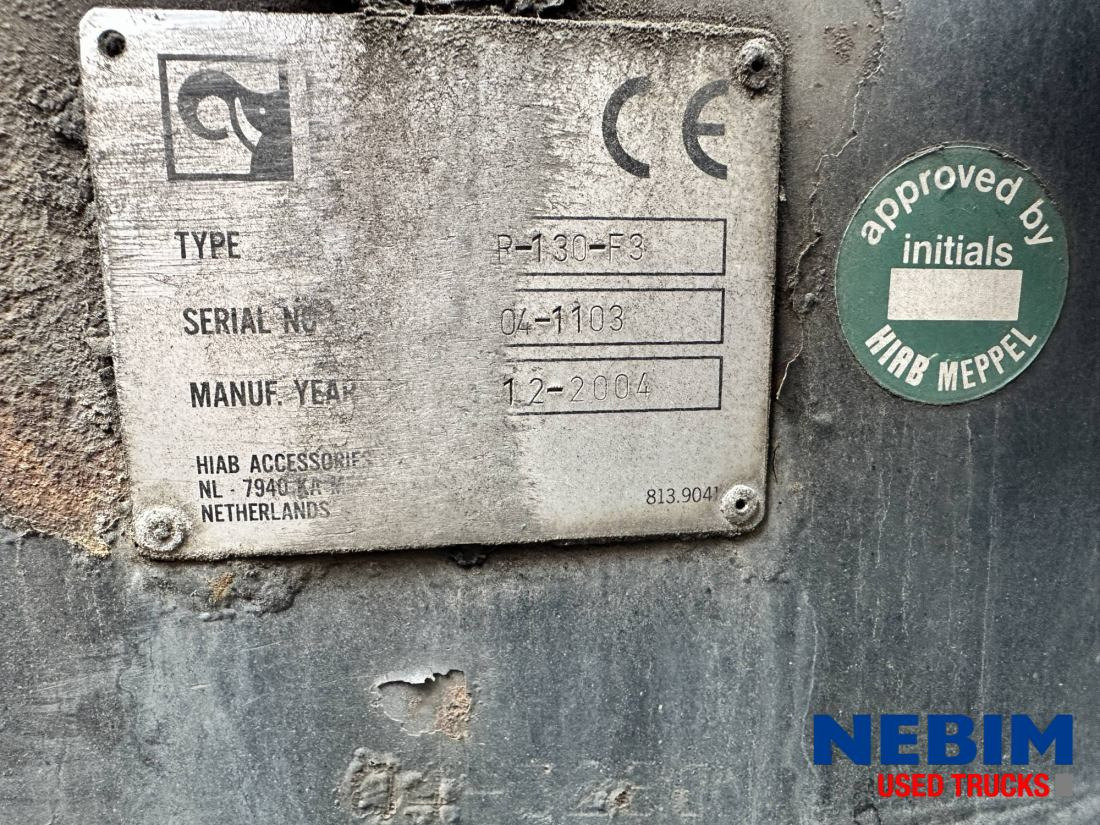 CE
TYPE
R-130-F3
SERIAL NO
04-1103
MANUF. YEAR
12-2004
HIAB ACCESSORIES
NL - 7940 KA
NETHERLANDS
813.9041
approved by
initials
HIAB MEPPEL
NEBIM
USED TRUCKS